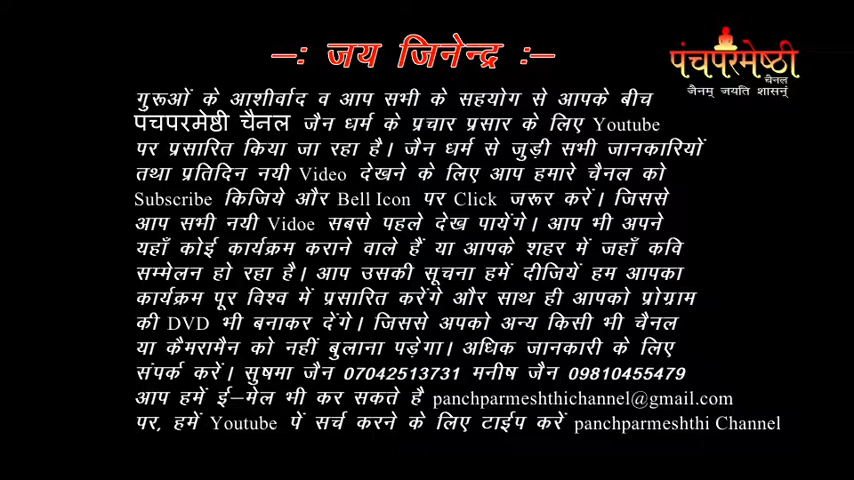 –: जय जिनेन्द्र :–
पंचपरमेष्ठी
चैनल
जैनम् जयति शासनम्
गुरूओं के आशीर्वाद व आप सभी के सहयोग से आपके बीच
पचपरमेष्ठी चैनल जैन धर्म के प्रचार प्रसार के लिए Youtube
पर प्रसारित किया जा रहा है। जैन धर्म से जुड़ी सभी जानकारियों
तथा प्रतिदिन नयी Video देखने के लिए आप हमारे चैनल को
Subscribe किजिये और Bell Icon पर Click जरूर करें। जिससे
आप सभी नयी Vidoe सबसे पहले देख पायेंगे। आप भी अपने
यहाँ कोई कार्यक्रम कराने वाले हैं या आपके शहर में जहाँ कवि
सम्मेलन हो रहा है। आप उसकी सूचना हमें दीजियें हम आपका
कार्यक्रम पूर विश्व में प्रसारित करेंगे और साथ ही आपको प्रोग्राम
की DVD भी बनाकर देंगे। जिससे अपको अन्य किसी भी चैनल
या कैमरामैन को नहीं बुलाना पड़ेगा। अधिक जानकारी के लिए
संपर्क करें। सुषमा जैन 07042513731 मनीष जैन 09810455479
आप हमें ई–मेल भी कर सकते है panchparmeshthichannel@gmail.com
पर, हमें Youtube पें सर्च करने के लिए टाईप करें panchparmeshthi Channel